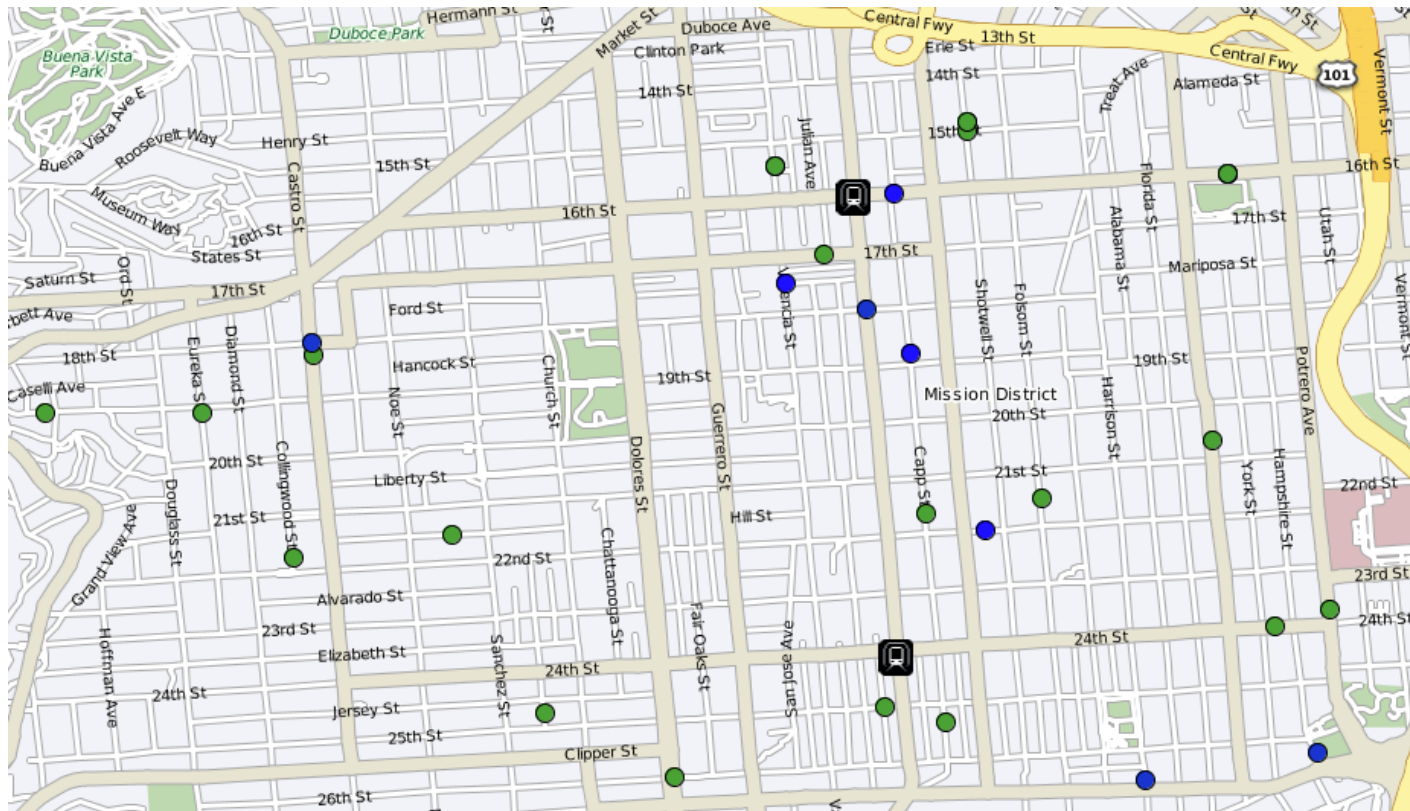 Hermann St
Duboce Park
Market St
Duboce Ave
Central Fwy
13th St
Erie St
Clinton Park
Central Fwy
Buena Vista
Park
14th St
14th St
Treat Ave
Alameda St
101
Vermont St
Buena Vista Ave E
Roosevelt Way
Henry St
15th St
Julian Ave
16th St
15th St
Museum Way
Castro St
16th St
Florida St
Alabama St
17th St
Utah St
16th St
States St
Saturn St
Ord St
17th St
17th St
Mariposa St
Vermont St
Ford St
Shotwell St
Folsom St
18th St
Eureka St
Diamond St
Hancock St
Church St
19th St
19th St
Potrero Ave
Caselli Ave
Noe St
Mission District
20th St
Harrison St
Guerrero St
Dolores St
20th St
Collingwood St
Liberty St
Capp St
21st St
York St
Hampshire St
22nd St
Douglass St
21st St
Hill St
Grand View Ave
Chattanooga St
22nd St
23rd St
Alvarado St
23rd St
Fair Oaks St
San Jose Ave
24th St
24th St
Hoffman Ave
Elizabeth St
Sanchez St
24th St
24th St
Jersey St
25th St
Clipper St
26th St